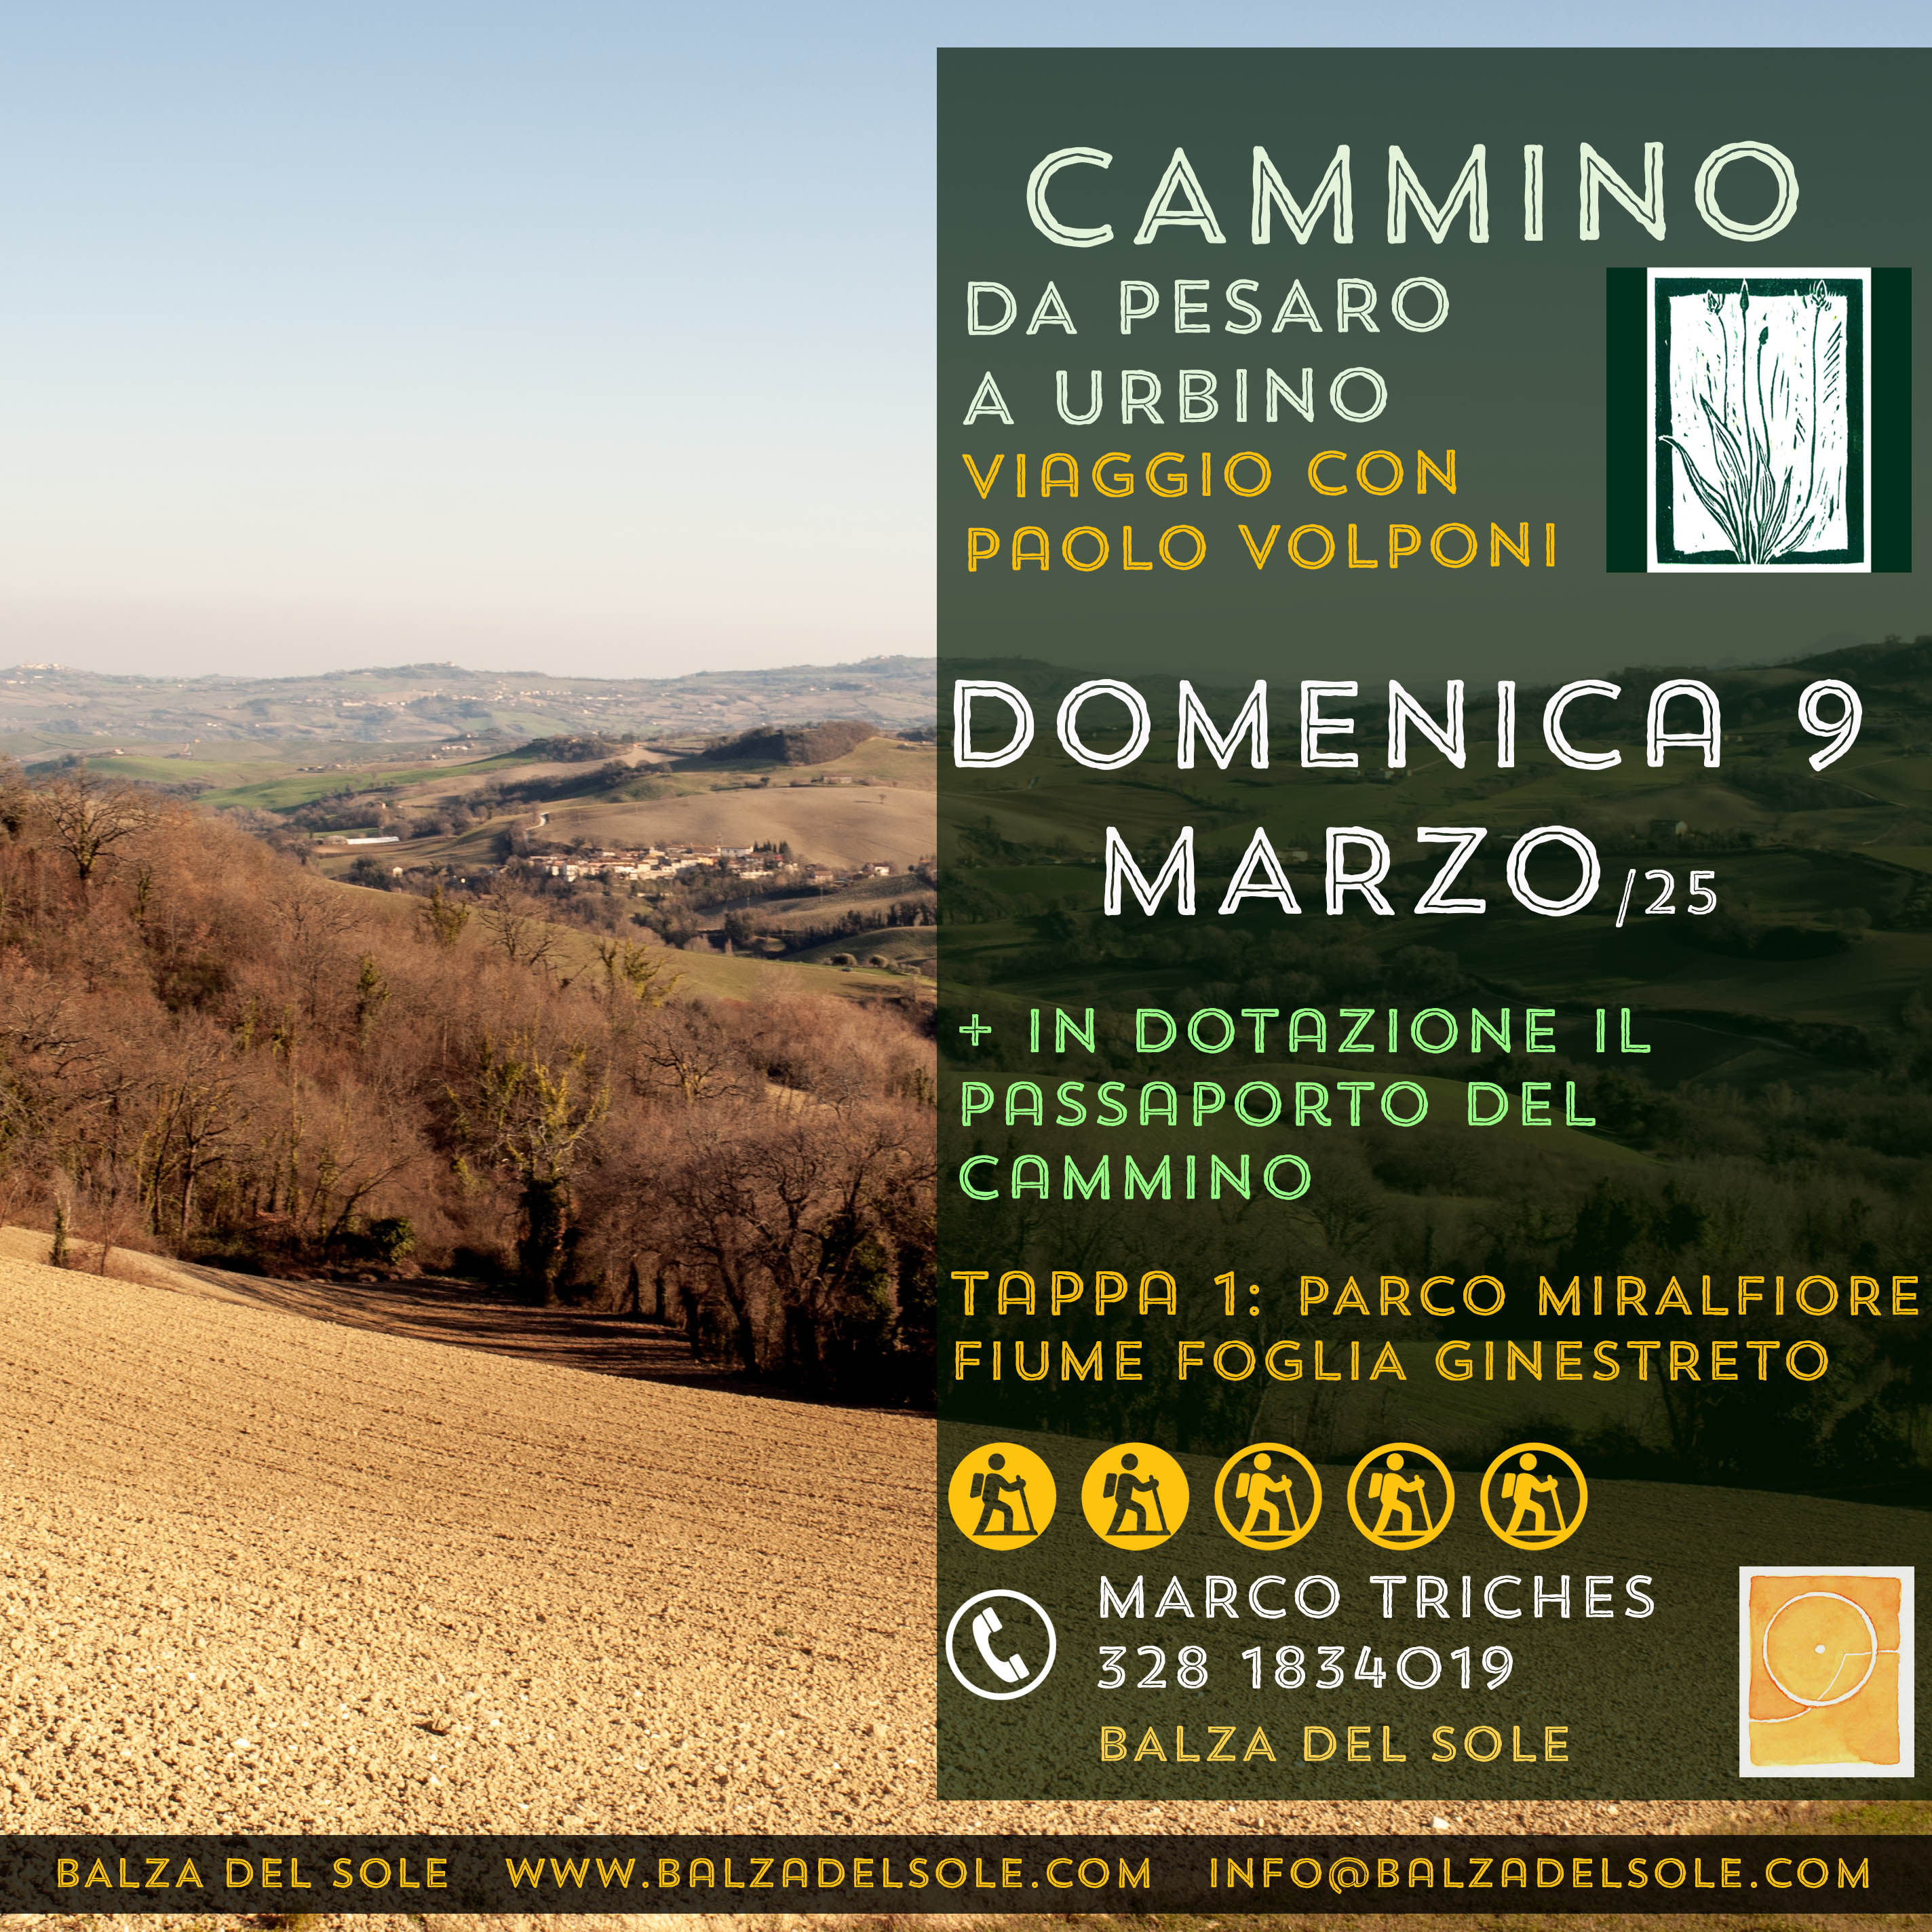 CAMMINO
DA PESARO
A URBINO
VIAGGIO CON
PAOLO VOLPONI
DOMENICA 9
MARZO/25
+ IN DOTAZIONE IL
PASSAPORTO DEL
CAMMINO
TAPPA 1: PARCO MIRALFIORE
FIUME FOGLIA GINESTRETO
MARCO TRICHES
328 1834019
BALZA DEL SOLE
BALZA DEL SOLE WWW.BALZADELSOLE.COM INFO@BALZADELSOLE.COM